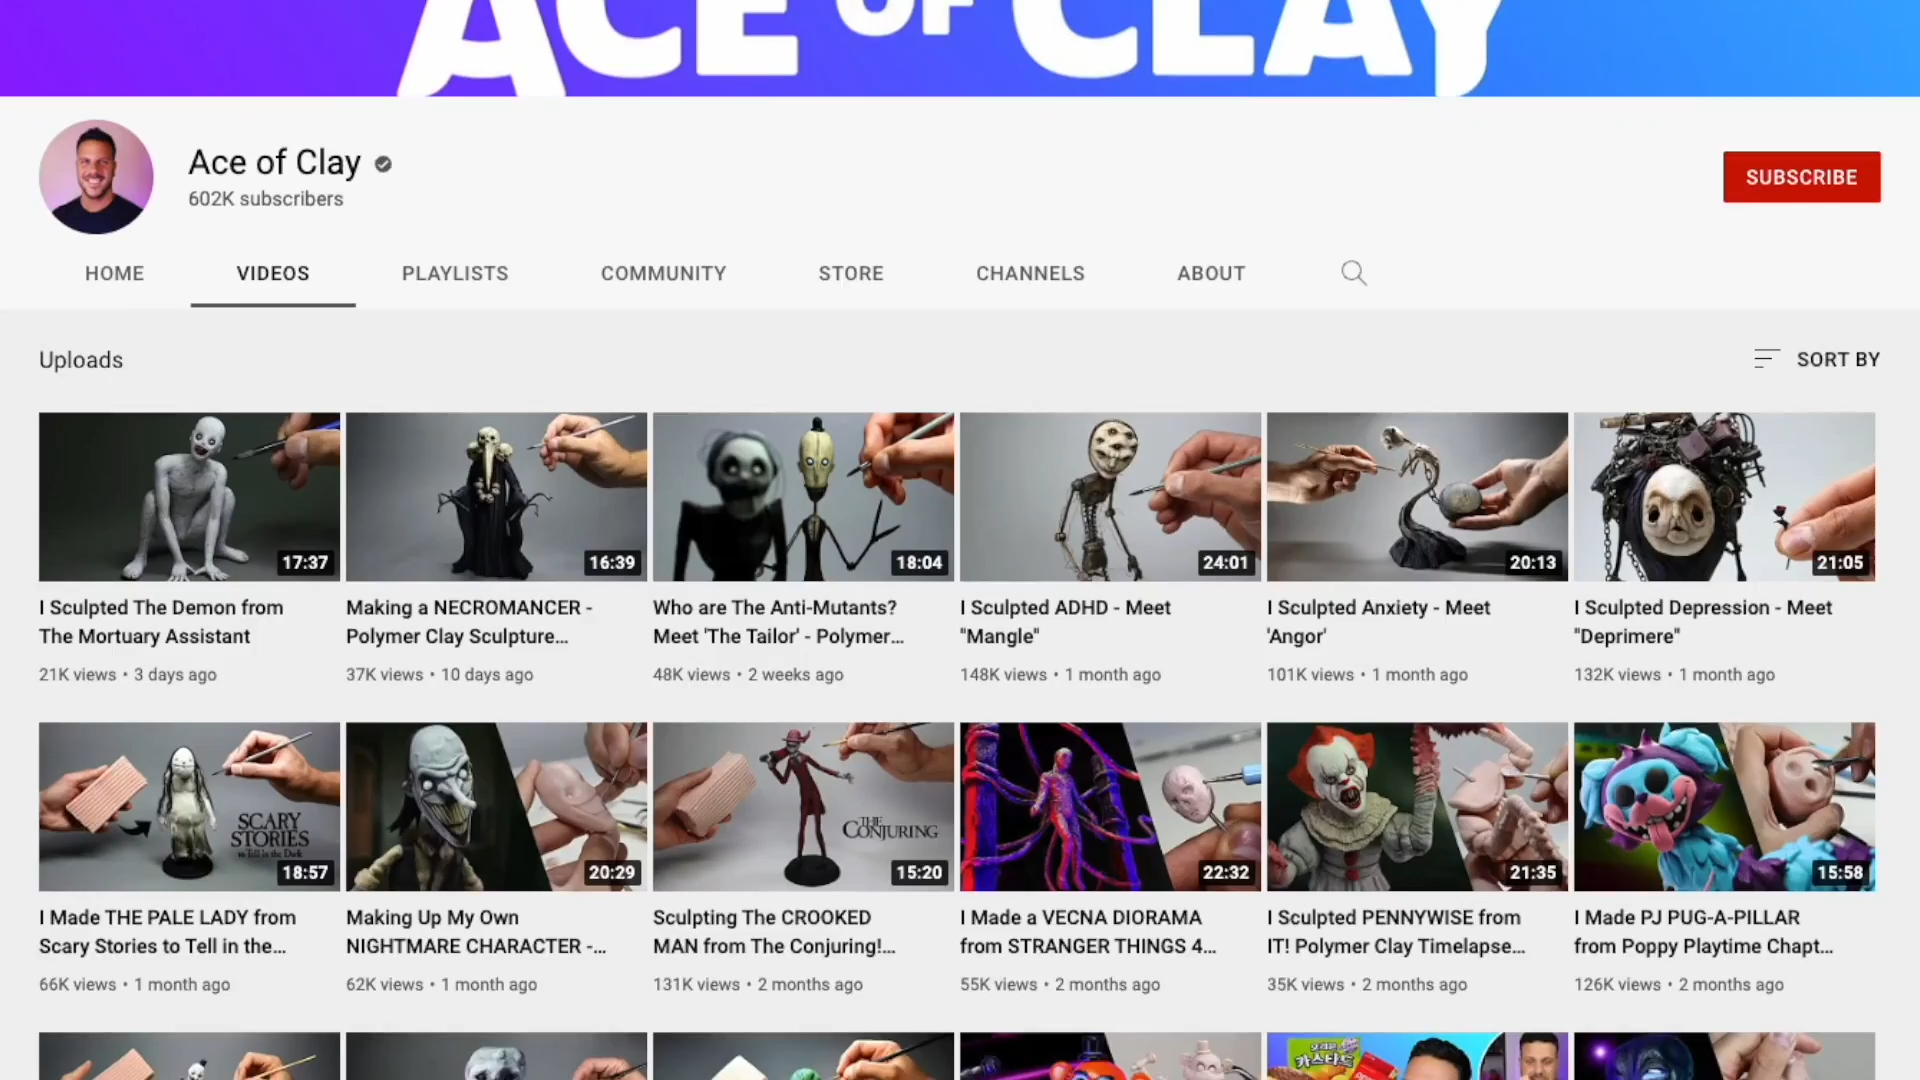 ACE OF CLAY
Ace of Clay
602K subscribers
SUBSCRIBE
HOME VIDEOS PLAYLISTS COMMUNITY STORE CHANNELS ABOUT
Uploads
SORT BY
17:37 16:39 18:04 24:01 20:13 21:05
I Sculpted The Demon from
The Mortuary Assistant
21K views • 3 days ago
Making a NECROMANCER -
Polymer Clay Sculpture...
37K views • 10 days ago
Who are The Anti-Mutants?
Meet 'The Tailor' - Polymer...
48K views • 2 weeks ago
I Sculpted ADHD - Meet
"Mangle"
148K views • 1 month ago
I Sculpted Anxiety - Meet
'Angor'
101K views • 1 month ago
I Sculpted Depression - Meet
"Deprimere"
132K views • 1 month ago
SCARY
STORIES
to Tell in the Dark
THE
CONJURING
18:57 20:29 15:20 22:32 21:35 15:58
I Made THE PALE LADY from
Scary Stories to Tell in the...
66K views • 1 month ago
Making Up My Own
NIGHTMARE CHARACTER -...
62K views • 1 month ago
Sculpting The CROOKED
MAN from The Conjuring!...
131K views • 2 months ago
I Made a VECNA DIORAMA
from STRANGER THINGS 4...
55K views • 2 months ago
I Sculpted PENNYWISE from
IT! Polymer Clay Timelapse...
35K views • 2 months ago
I Made PJ PUG-A-PILLAR
from Poppy Playtime Chapt...
126K views • 2 months ago
카스타드